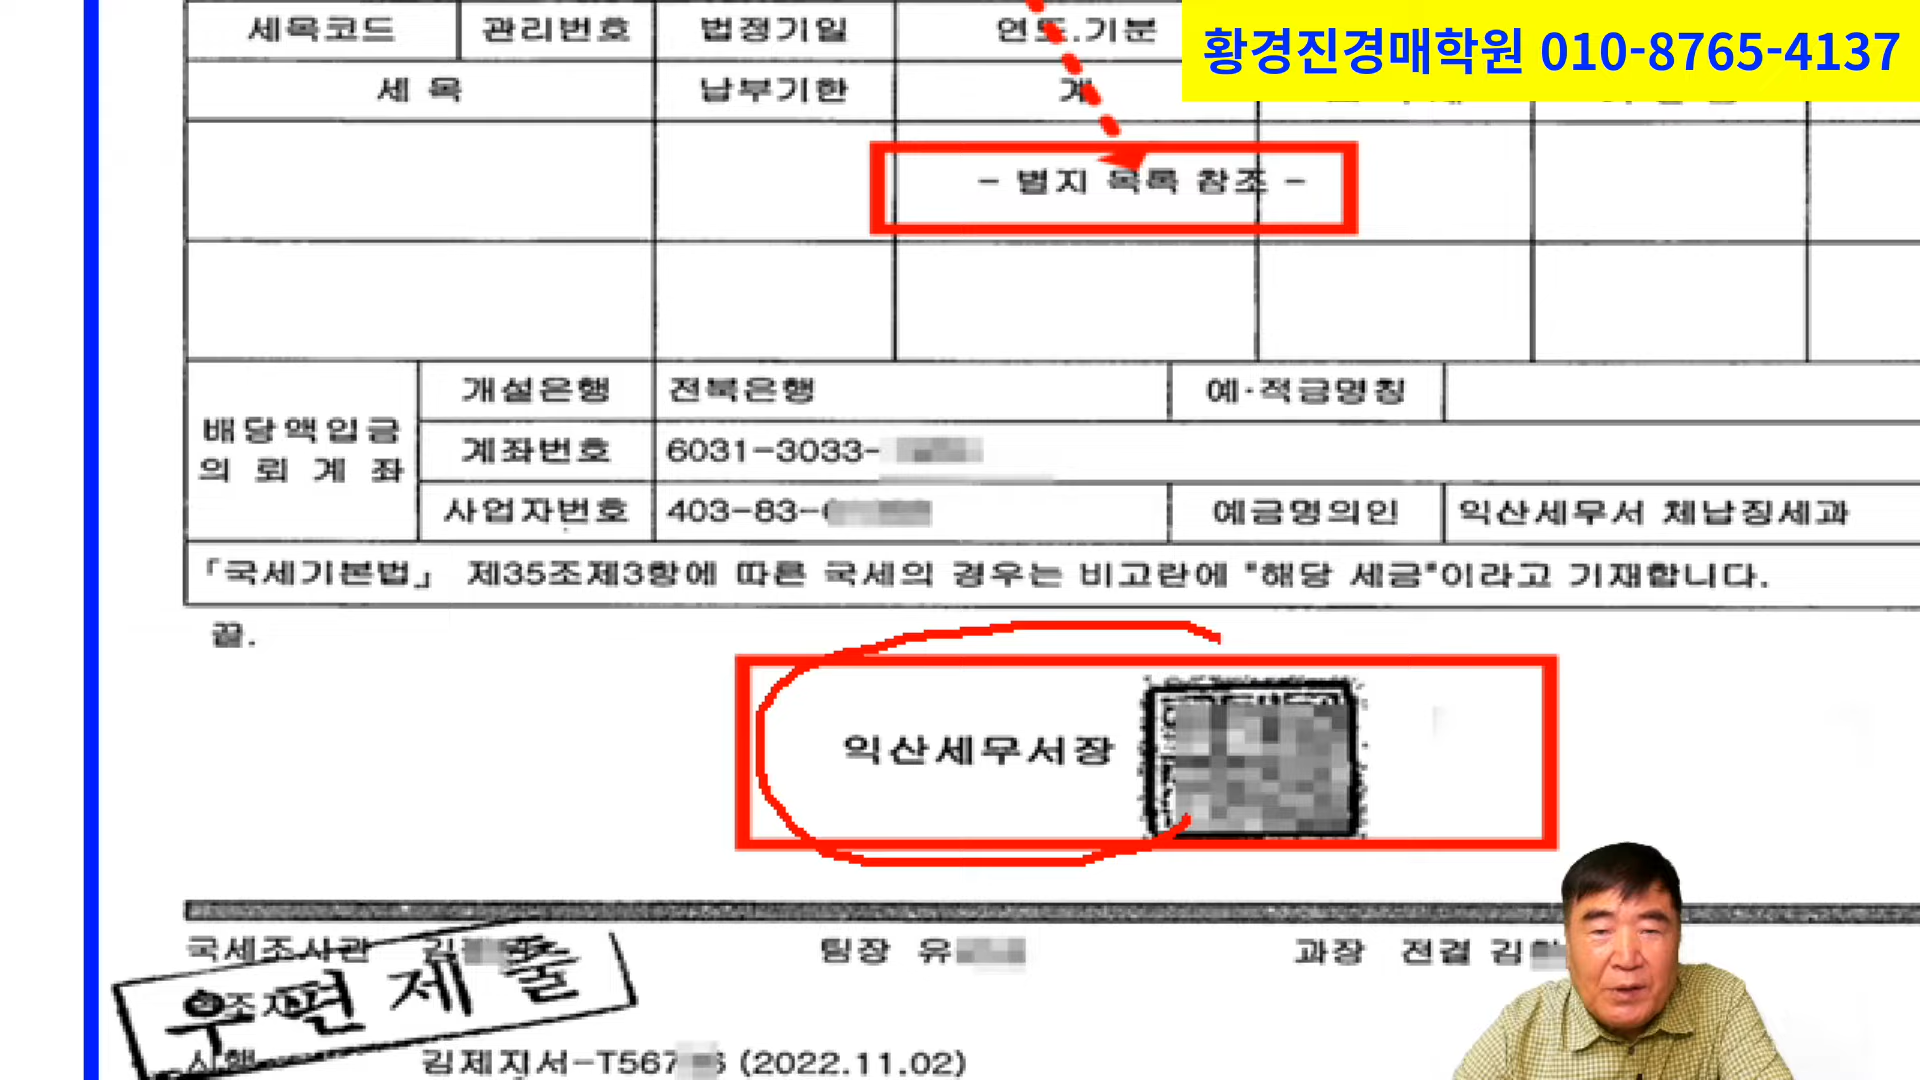 황경진경매학원 010-8765-4137
세목코드 관리번호 법정기일 연도.기분
세 목 납부기한 계
- 별지 목록 참조 -
배당액입금 의 뢰 계 좌
개설은행 전북은행 예·적금명칭
계좌번호 6031-3033-
사업자번호 403-83- 예금명의인 익산세무서 체납징세과
「국세기본법」 제35조제3항에 따른 국세의 경우는 비고란에 "해당 세금"이라고 기재합니다.
끝.
익산세무서장
국세조사관 김 팀장 유 과장 전결 김
우편제출
시행 김제지서-T567 (2022.11.02)